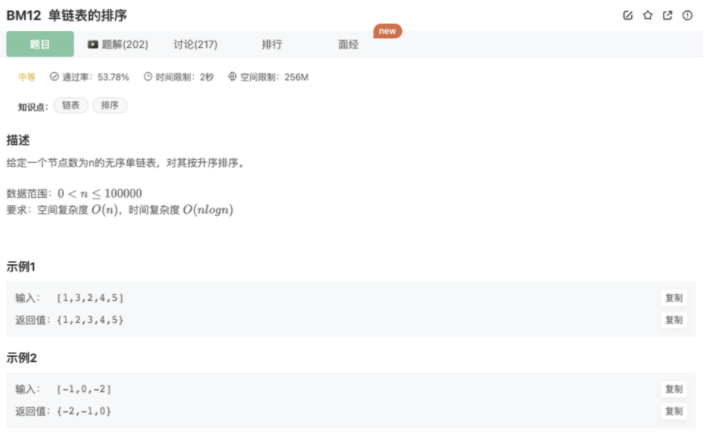 BM12 单链表的排序
new
题目 题解(202) 讨论(217) 排行 面经
中等 通过率：53.78% 时间限制：2秒 空间限制：256M
知识点： 链表 排序
描述
给定一个节点数为n的无序单链表，对其按升序排序。
数据范围：0 < n ≤ 100000
要求：空间复杂度 O(n)，时间复杂度 O(nlogn)
示例1
输入： [1,3,2,4,5] 复制
返回值：{1,2,3,4,5} 复制
示例2
输入： [-1,0,-2] 复制
返回值：{-2,-1,0} 复制